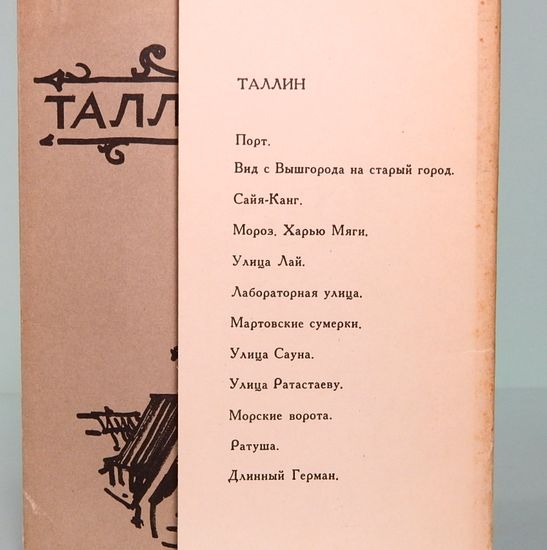 ТАЛЛ
ТАЛЛИН
Порт.
Вид с Вышгорода на старый город.
Сайя-Канг.
Мороз. Харью Мяги.
Улица Лай.
Лабораторная улица.
Мартовские сумерки.
Улица Сауна.
Улица Ратастаеву.
Морские ворота.
Ратуша.
Длинный Герман.